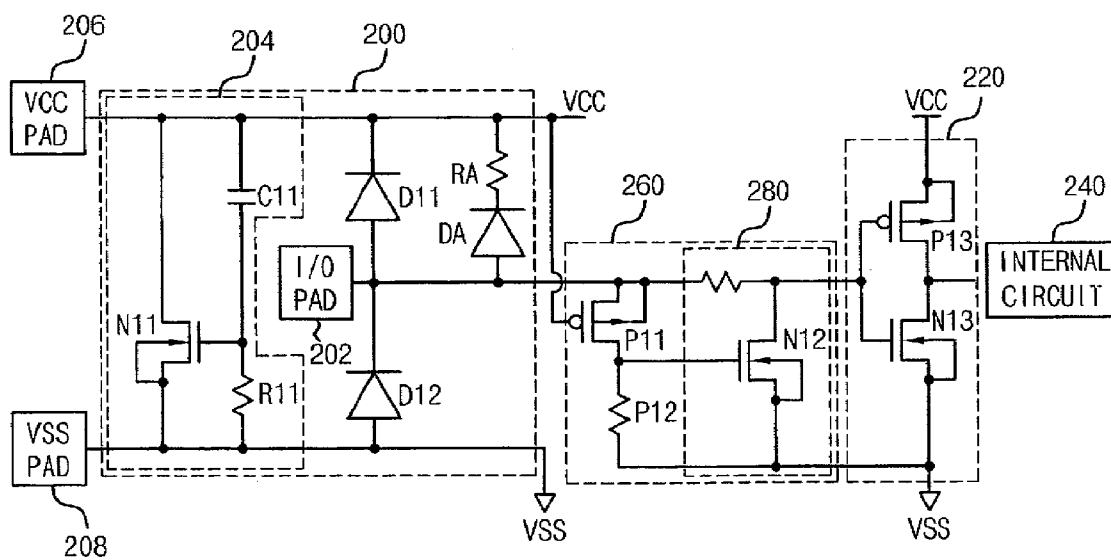 206
204
200
220
VCC
PAD
VCC
VCC
C11
D11
RA
DA
260
280
240
P13
I/O
PAD
202
INTERNAL
CIRCUIT
N11
P11
N12
N13
R11
D12
P12
VSS
PAD
208
VSS
VSS